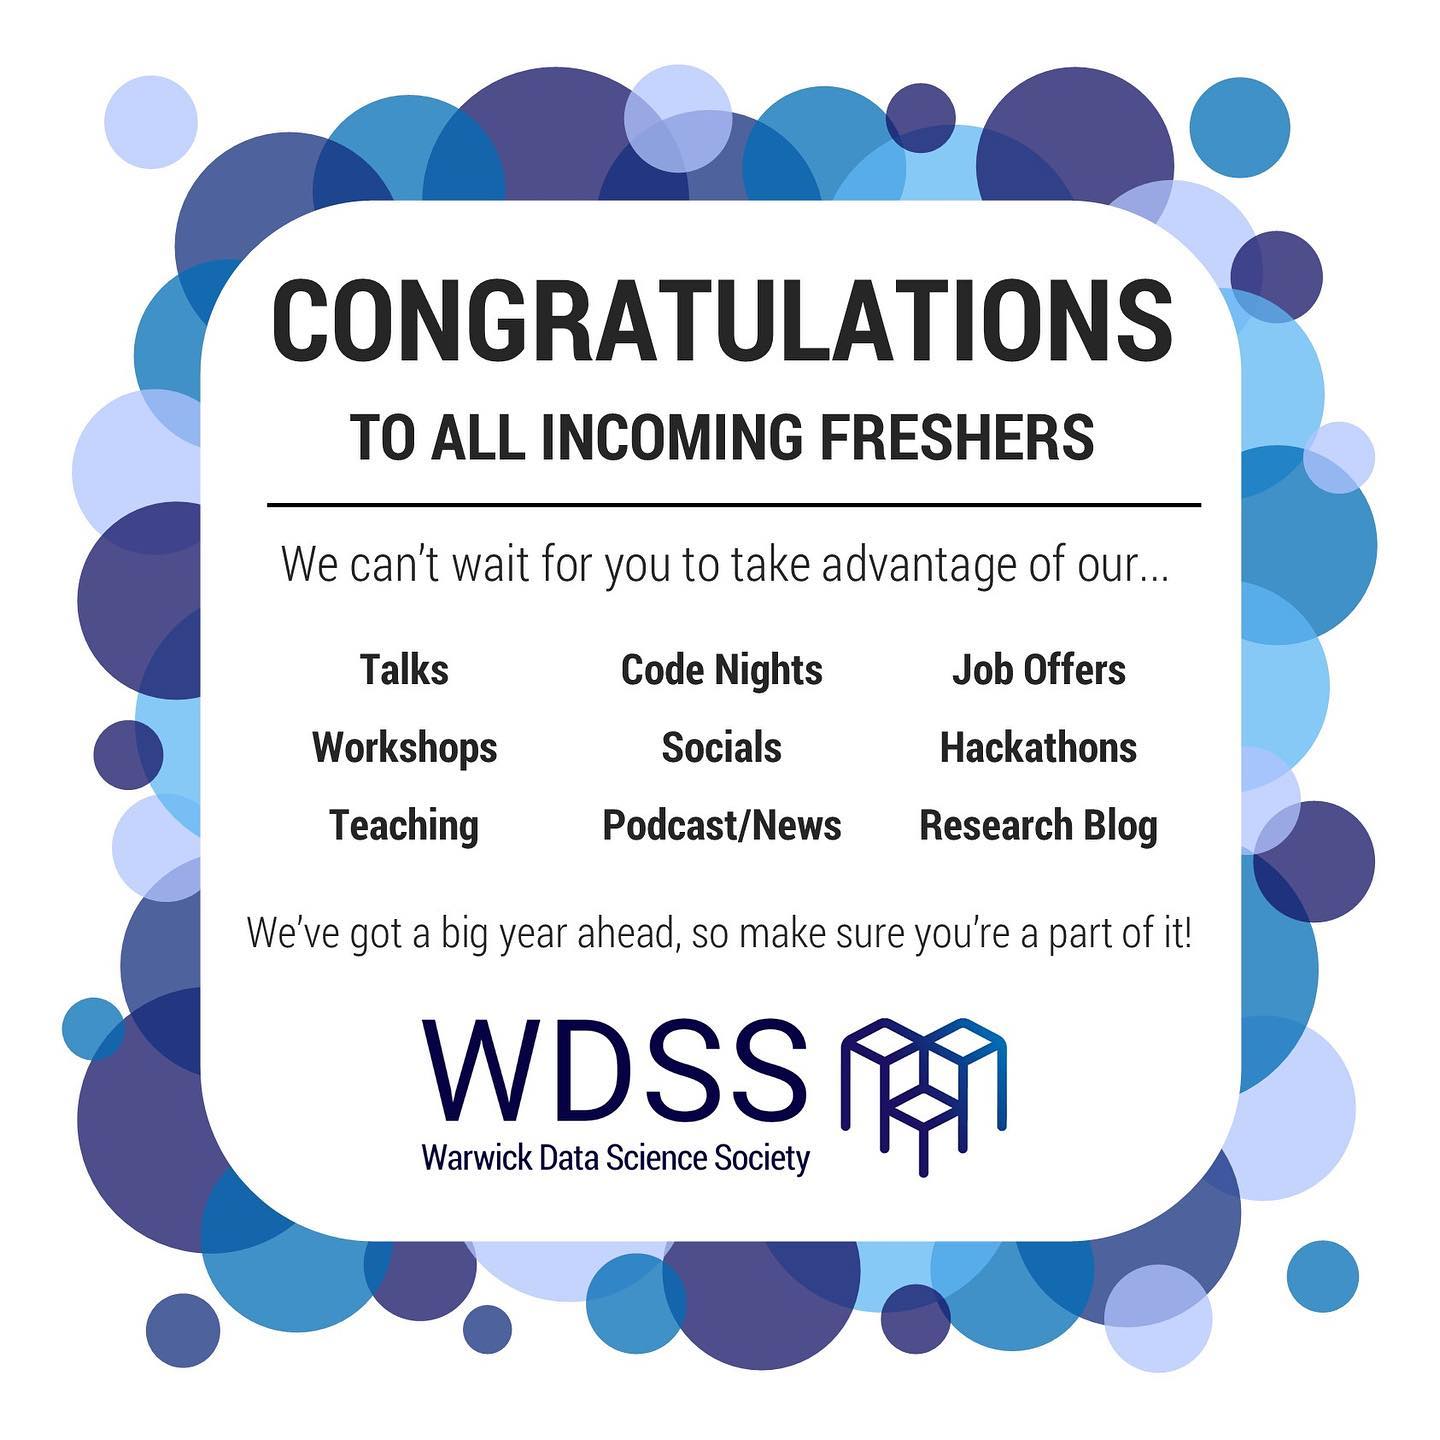 CONGRATULATIONS
TO ALL INCOMING FRESHERS
We can't wait for you to take advantage of our...
Talks Code Nights Job Offers
Workshops Socials Hackathons
Teaching Podcast/News Research Blog
We've got a big year ahead, so make sure you're a part of it!
WDSS
Warwick Data Science Society